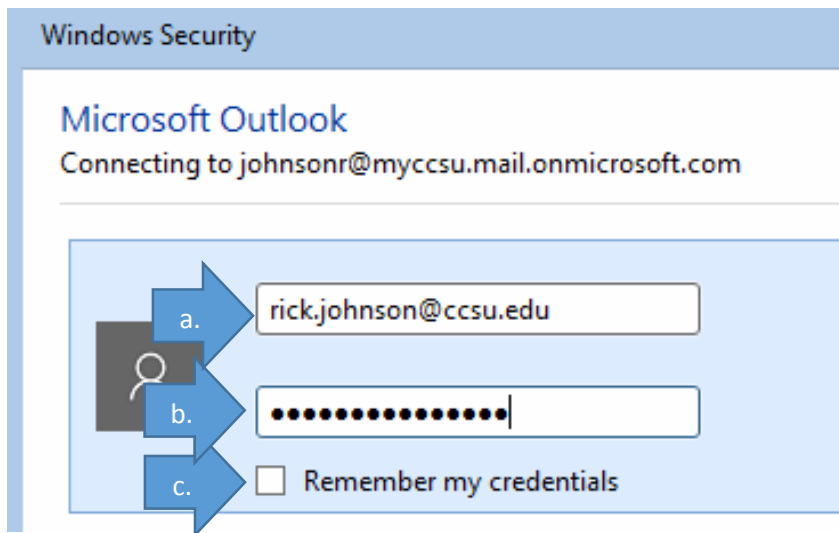 Windows Security
Microsoft Outlook
Connecting to johnsonr@myccsu.mail.onmicrosoft.com
a.
rick.johnson@ccsu.edu
b.
●●●●●●●●●●●●●●●
c.
Remember my credentials